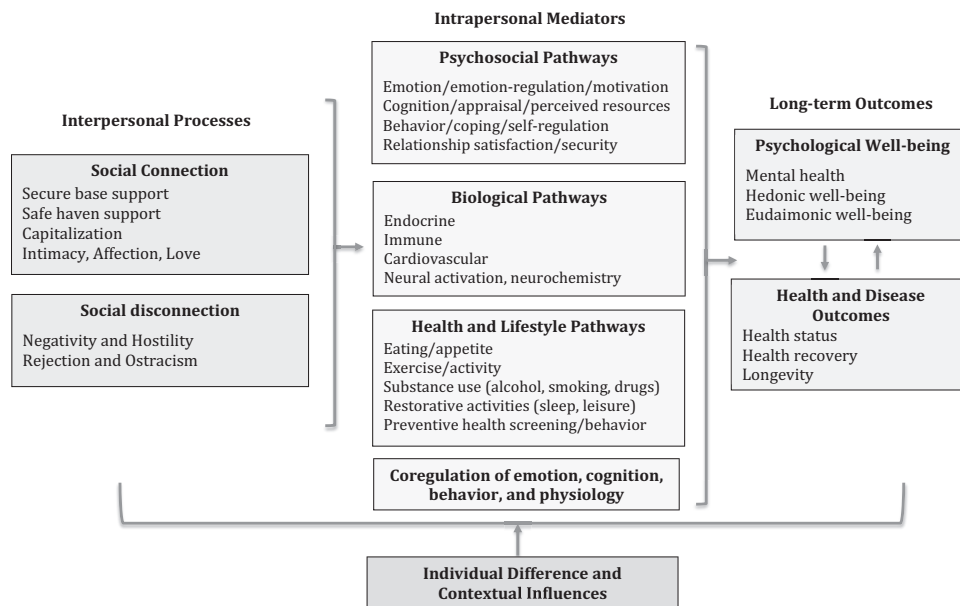 Interpersonal Processes
Social Connection
Secure base support
Safe haven support
Capitalization
Intimacy, Affection, Love
Social disconnection
Negativity and Hostility
Rejection and Ostracism
Intrapersonal Mediators
Psychosocial Pathways
Emotion/emotion-regulation/motivation
Cognition/appraisal/perceived resources
Behavior/coping/self-regulation
Relationship satisfaction/security
Biological Pathways
Endocrine
Immune
Cardiovascular
Neural activation, neurochemistry
Health and Lifestyle Pathways
Eating/appetite
Exercise/activity
Substance use (alcohol, smoking, drugs)
Restorative activities (sleep, leisure)
Preventive health screening/behavior
Coregulation of emotion, cognition,
behavior, and physiology
Long-term Outcomes
Psychological Well-being
Mental health
Hedonic well-being
Eudaimonic well-being
Health and Disease
Outcomes
Health status
Health recovery
Longevity
Individual Difference and
Contextual Influences